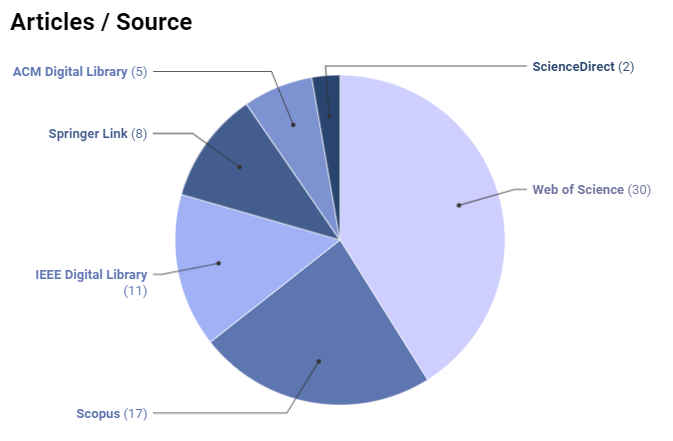 Articles / Source
ACM Digital Library (5)
ScienceDirect (2)
Springer Link (8)
Web of Science (30)
IEEE Digital Library
(11)
Scopus (17)